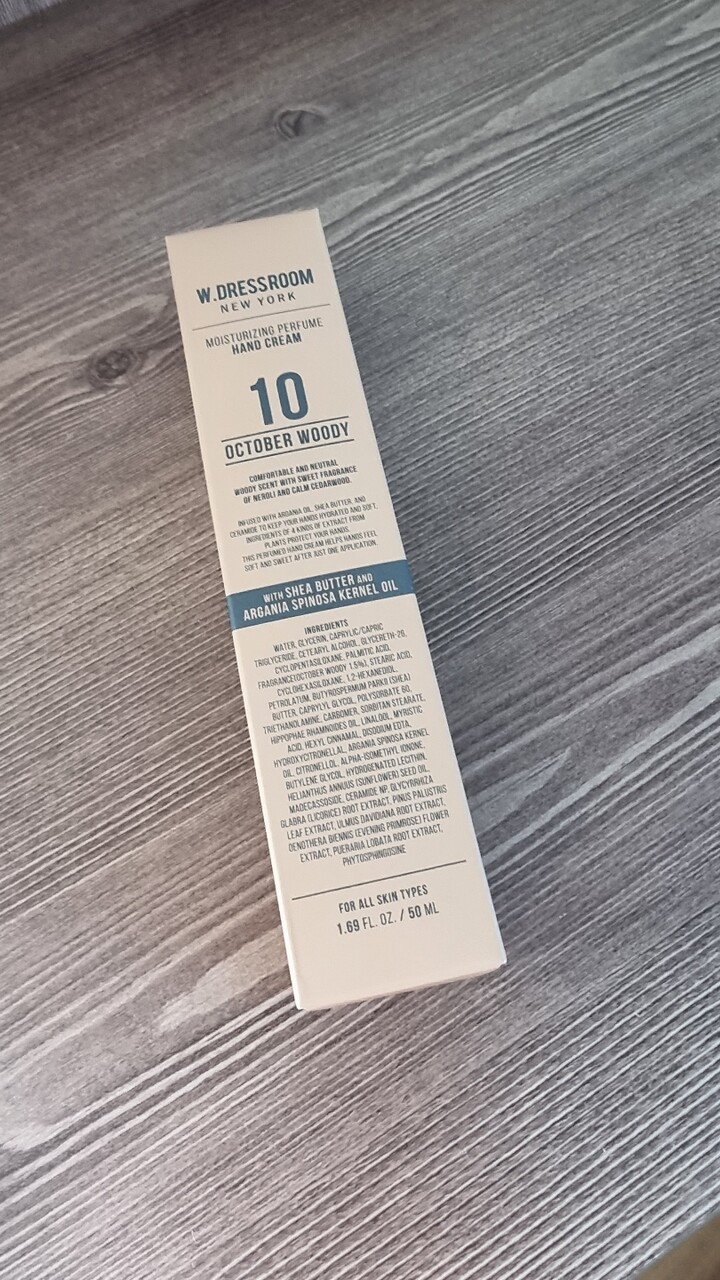 W.DRESSROOM
NEW YORK
MOISTURIZING PERFUME
HAND CREAM
10
OCTOBER WOODY
COMFORTABLE AND NEUTRAL
WOODY SCENT WITH SWEET FRAGRANCE
OF NEROLI AND CALM CEDARWOOD.
INFUSED WITH ARGANIA OIL, SHEA BUTTER, AND
CERAMIDE TO KEEP YOUR HANDS HYDRATED AND SOFT.
INGREDIENTS OF 4 KINDS OF EXTRACT FROM
PLANTS PROTECT YOUR HANDS.
THIS PERFUMED HAND CREAM HELPS HANDS FEEL
SOFT AND SWEET AFTER JUST ONE APPLICATION.
WITH SHEA BUTTER AND
ARGANIA SPINOSA KERNEL OIL
INGREDIENTS
WATER, GLYCERIN, CAPRYLIC/CAPRIC
TRIGLYCERIDE, CETEARYL ALCOHOL, GLYCERETH-26,
CYCLOPENTASILOXANE, PALMITIC ACID,
FRAGRANCE(OCTOBER WOODY 1.5%), STEARIC ACID,
CYCLOHEXASILOXANE, 1,2-HEXANEDIOL,
PETROLATUM, BUTYROSPERMUM PARKII (SHEA)
BUTTER, CAPRYLYL GLYCOL, POLYSORBATE 60,
TRIETHANOLAMINE, CARBOMER, SORBITAN STEARATE,
HIPPOPHAE RHAMNOIDES OIL, LINALOOL, MYRISTIC
ACID, HEXYL CINNAMAL, DISODIUM EDTA,
HYDROXYCITRONELLAL, ARGANIA SPINOSA KERNEL
OIL, CITRONELLOL, ALPHA-ISOMETHYL IONONE,
BUTYLENE GLYCOL, HYDROGENATED LECITHIN,
HELIANTHUS ANNUUS (SUNFLOWER) SEED OIL,
MADECASSOSIDE, CERAMIDE NP, GLYCYRRHIZA
GLABRA (LICORICE) ROOT EXTRACT, PINUS PALUSTRIS
LEAF EXTRACT, ULMUS DAVIDIANA ROOT EXTRACT,
OENOTHERA BIENNIS (EVENING PRIMROSE) FLOWER
EXTRACT, PUERARIA LOBATA ROOT EXTRACT,
PHYTOSPHINGOSINE
FOR ALL SKIN TYPES
1.69 FL. OZ. / 50 ML